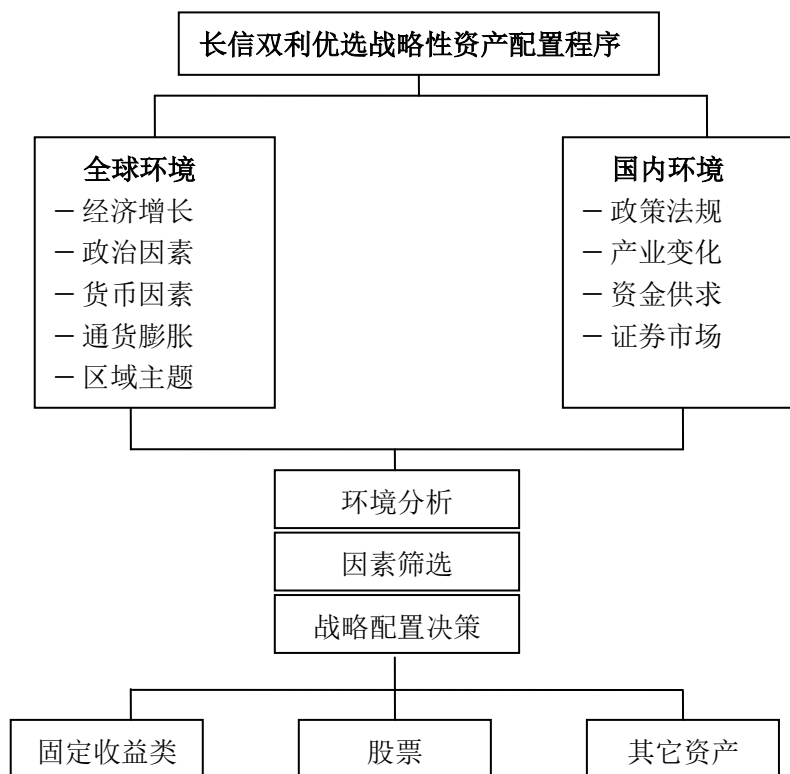 长信双利优选战略性资产配置程序
全球环境
— 经济增长
— 政治因素
— 货币因素
— 通货膨胀
— 区域主题
国内环境
— 政策法规
— 产业变化
— 资金供求
— 证券市场
环境分析
因素筛选
战略配置决策
固定收益类
股票
其它资产